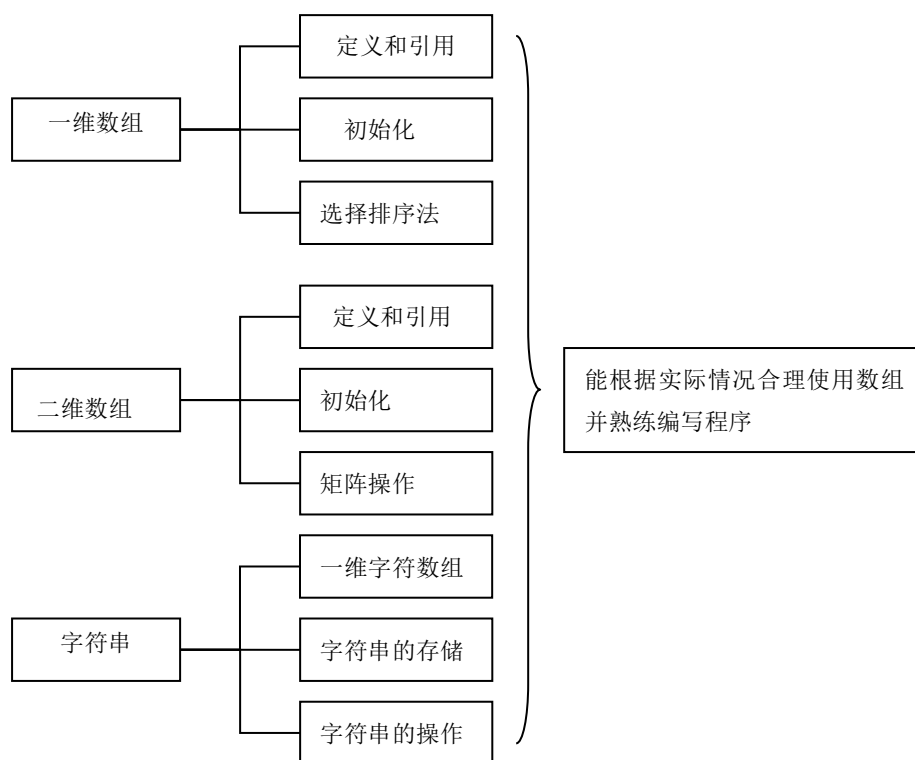 一维数组
定义和引用
初始化
选择排序法
二维数组
定义和引用
初始化
矩阵操作
字符串
一维字符数组
字符串的存储
字符串的操作
能根据实际情况合理使用数组
并熟练编写程序